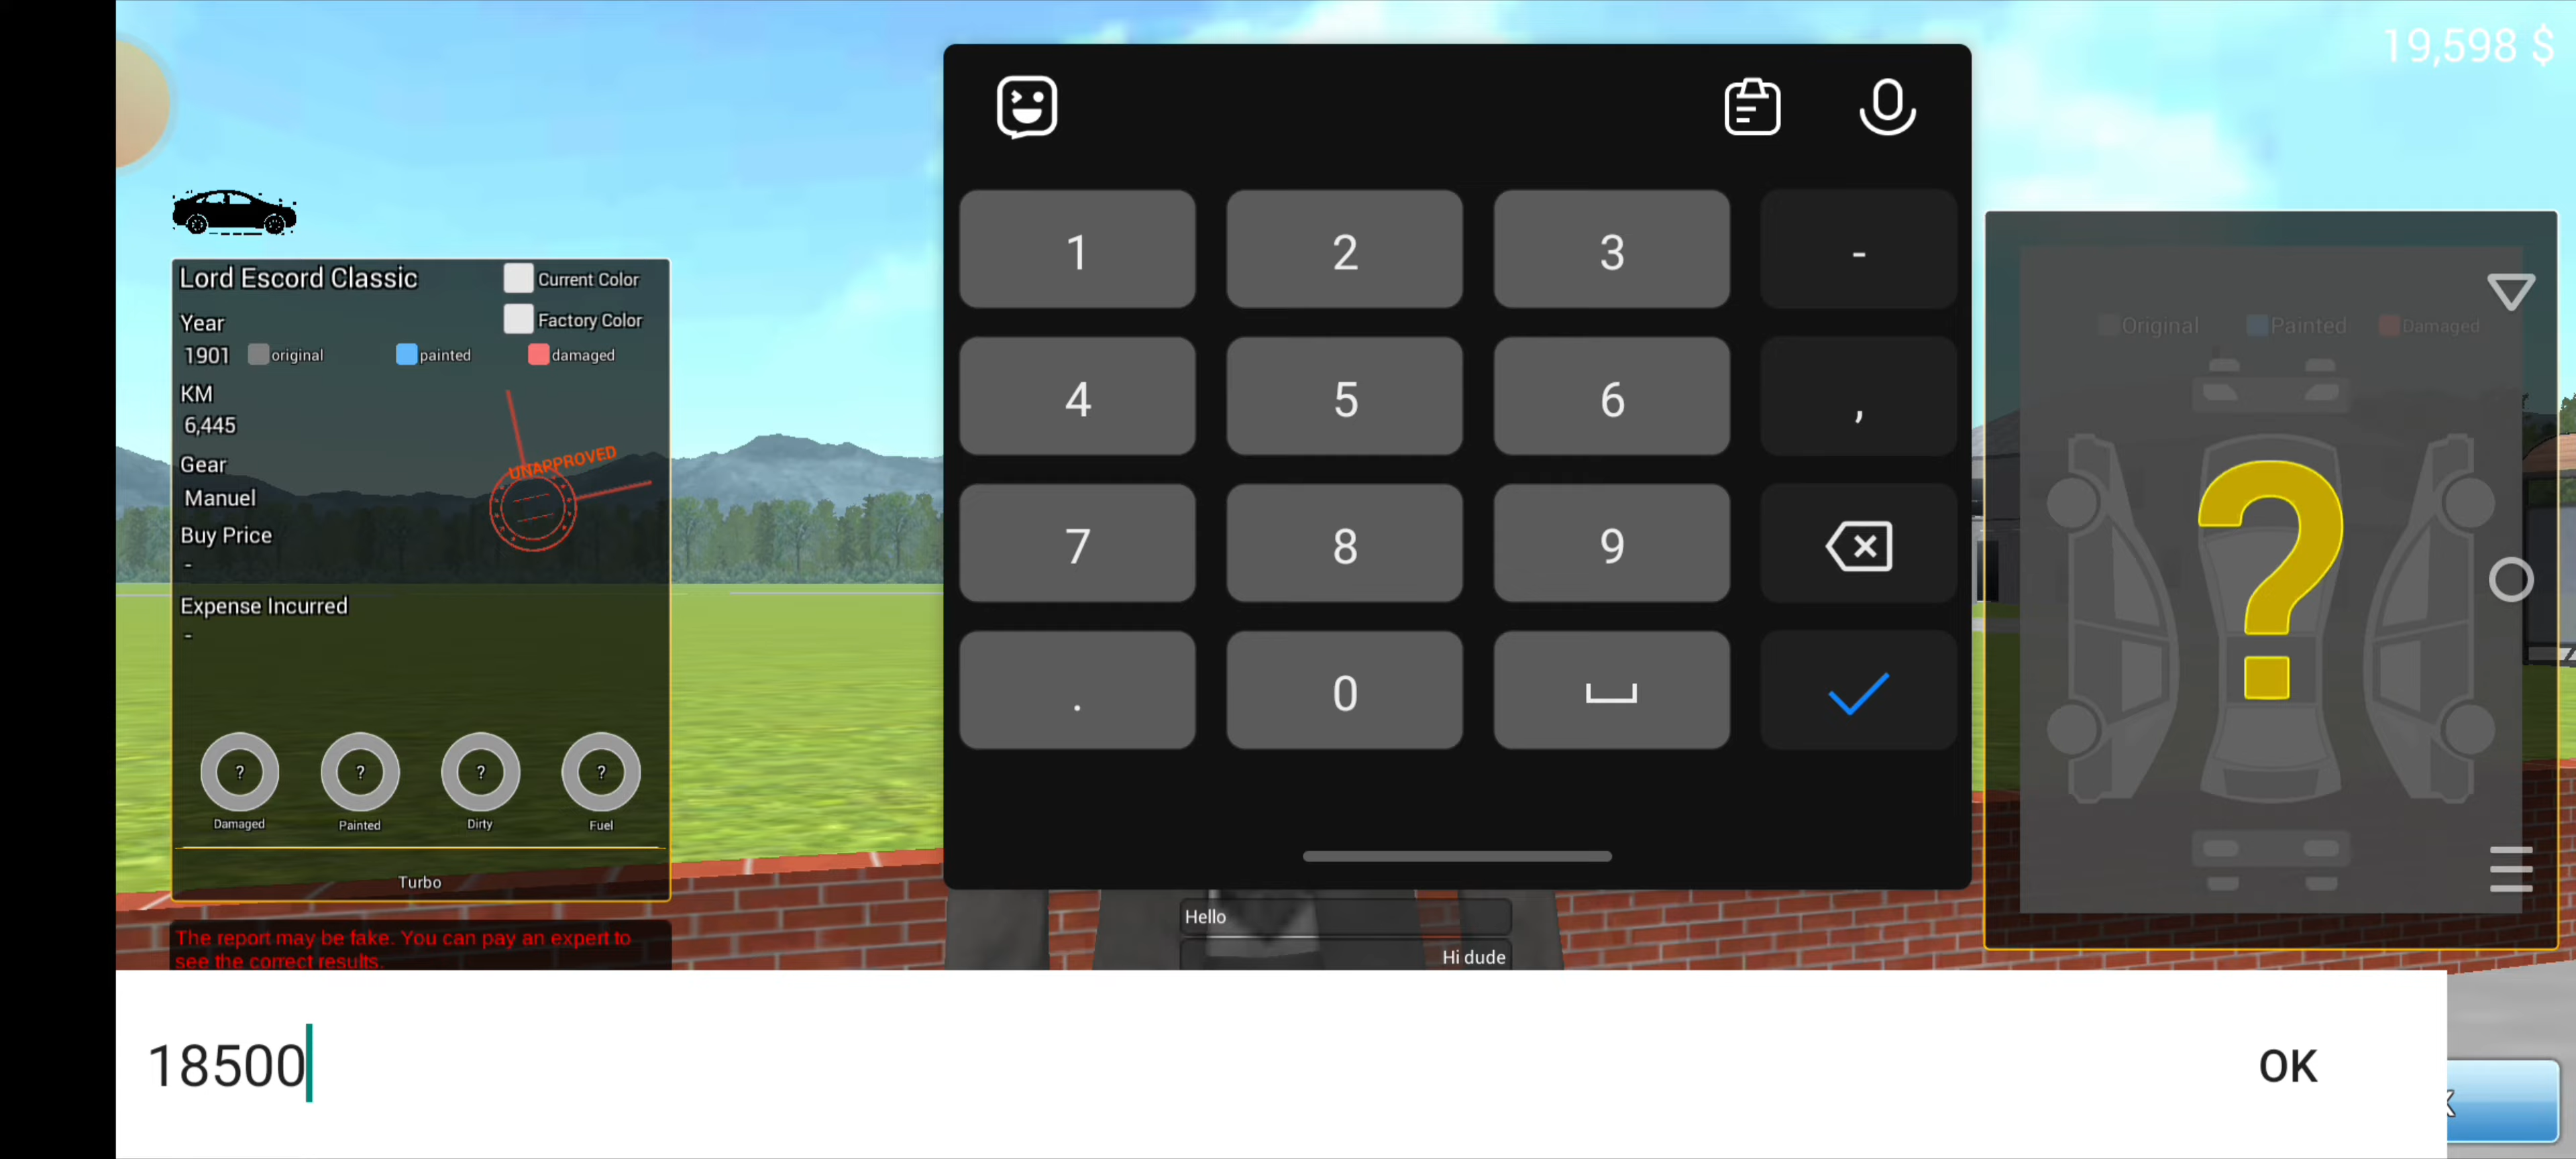 19,598 $
Lord Escord Classic
Current Color
Factory Color
Year
1901
original
painted
damaged
KM
6,445
UNAPPROVED
Gear
Manuel
Buy Price
-
Expense Incurred
-
? ? ? ?
Damaged Painted Dirty Fuel
Turbo
The report may be fake. You can pay an expert to
see the correct results.
1 2 3 -
4 5 6 ,
7 8 9
. 0
Original Painted Damaged
?
Hello
Hi dude
18500
OK